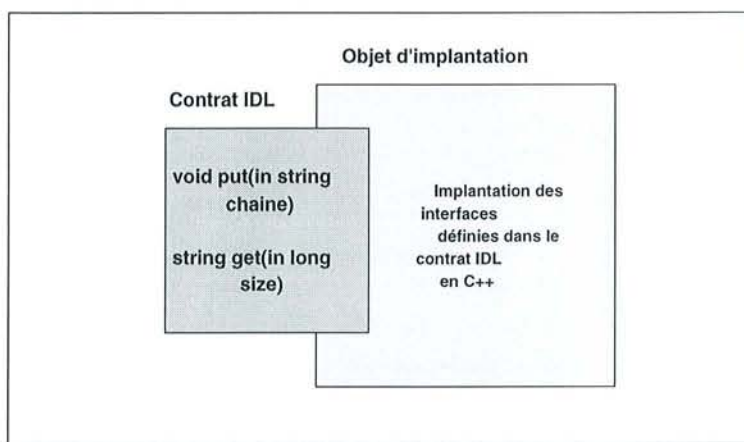 Objet d'implantation
Contrat IDL
void put(in string
chaine)
string get(in long
size)
Implantation des
interfaces
définies dans le
contrat IDL
en C++